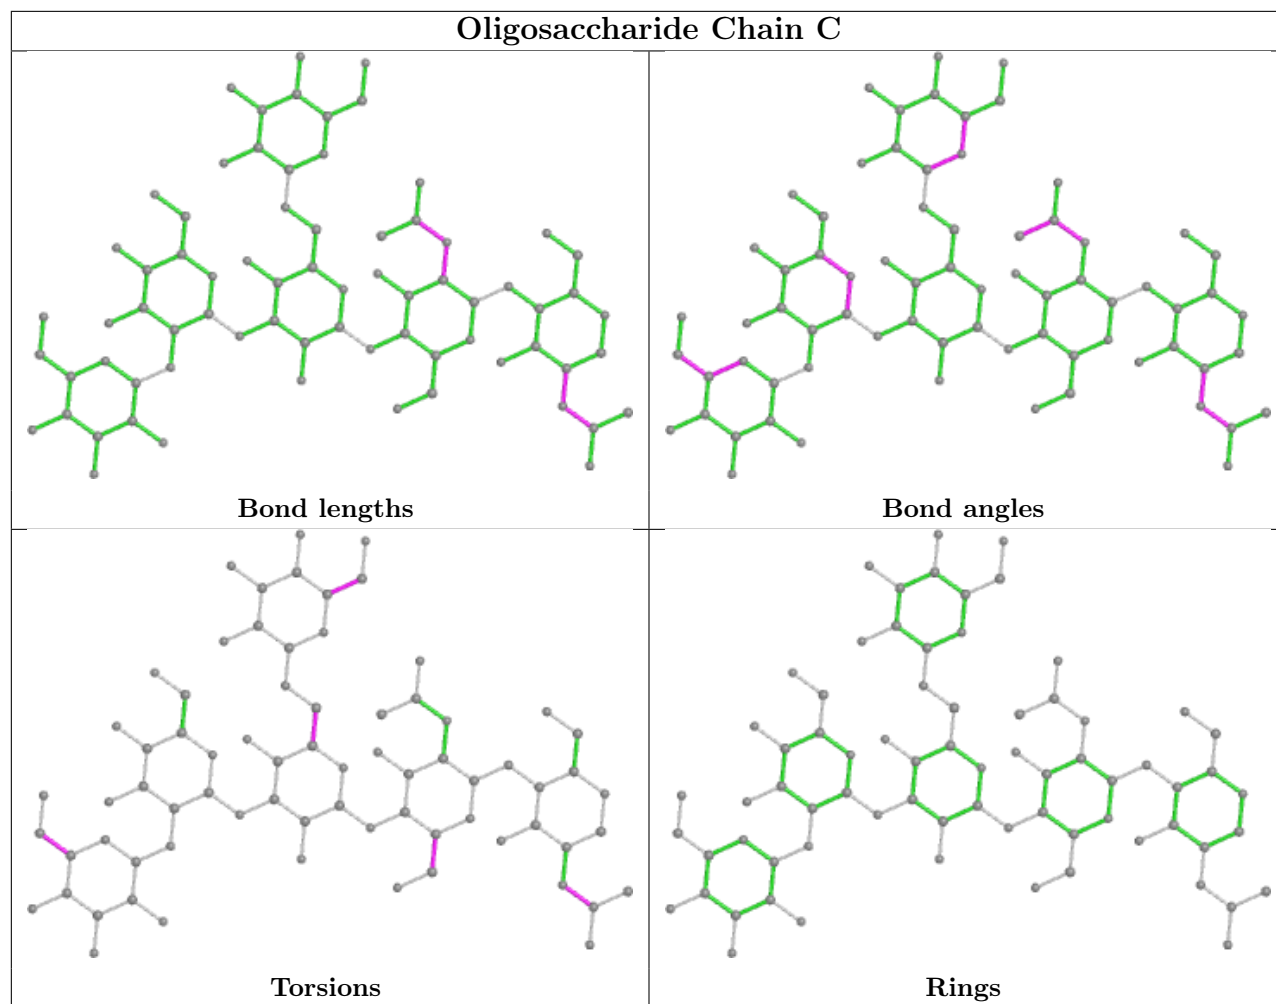 Oligosaccharide Chain C
Bond lengths
Bond angles
Torsions
Rings